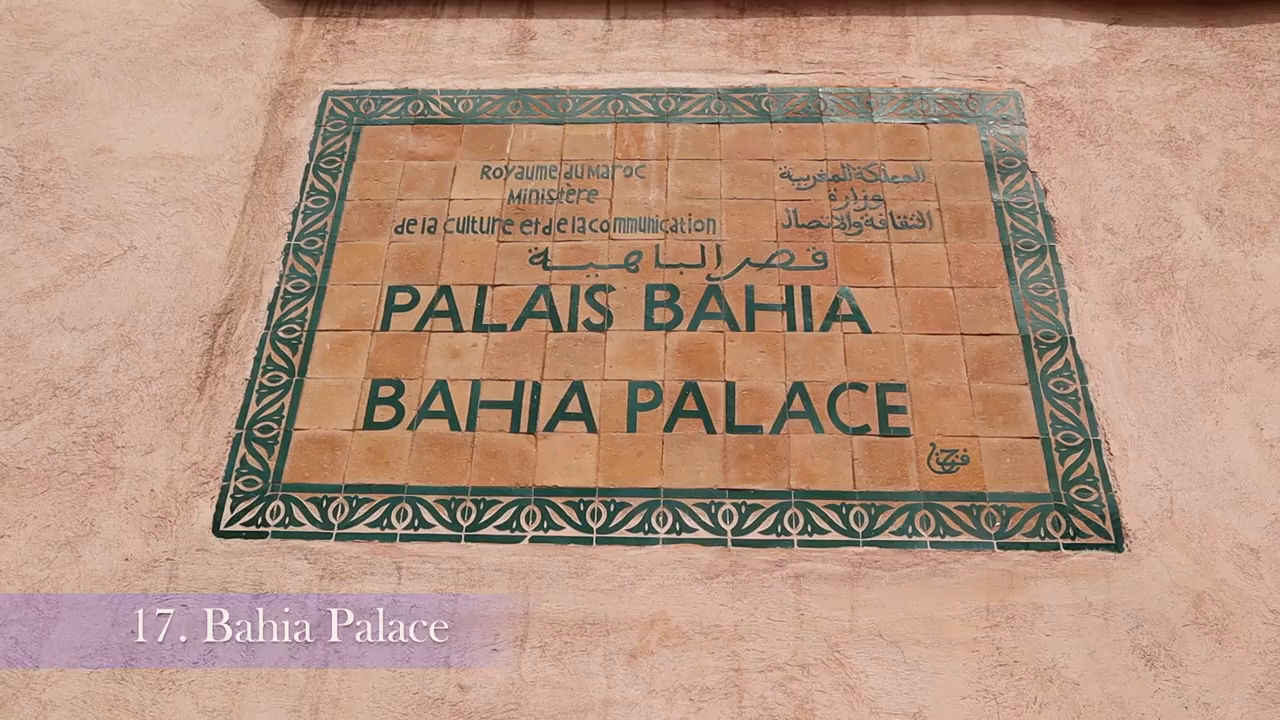 Royaume du Maroc
Ministère
de la culture et de la communication
المملكة المغربية
وزارة
الثقافة والاتصال
قصر الباهية
PALAIS BAHIA
BAHIA PALACE
17. Bahia Palace